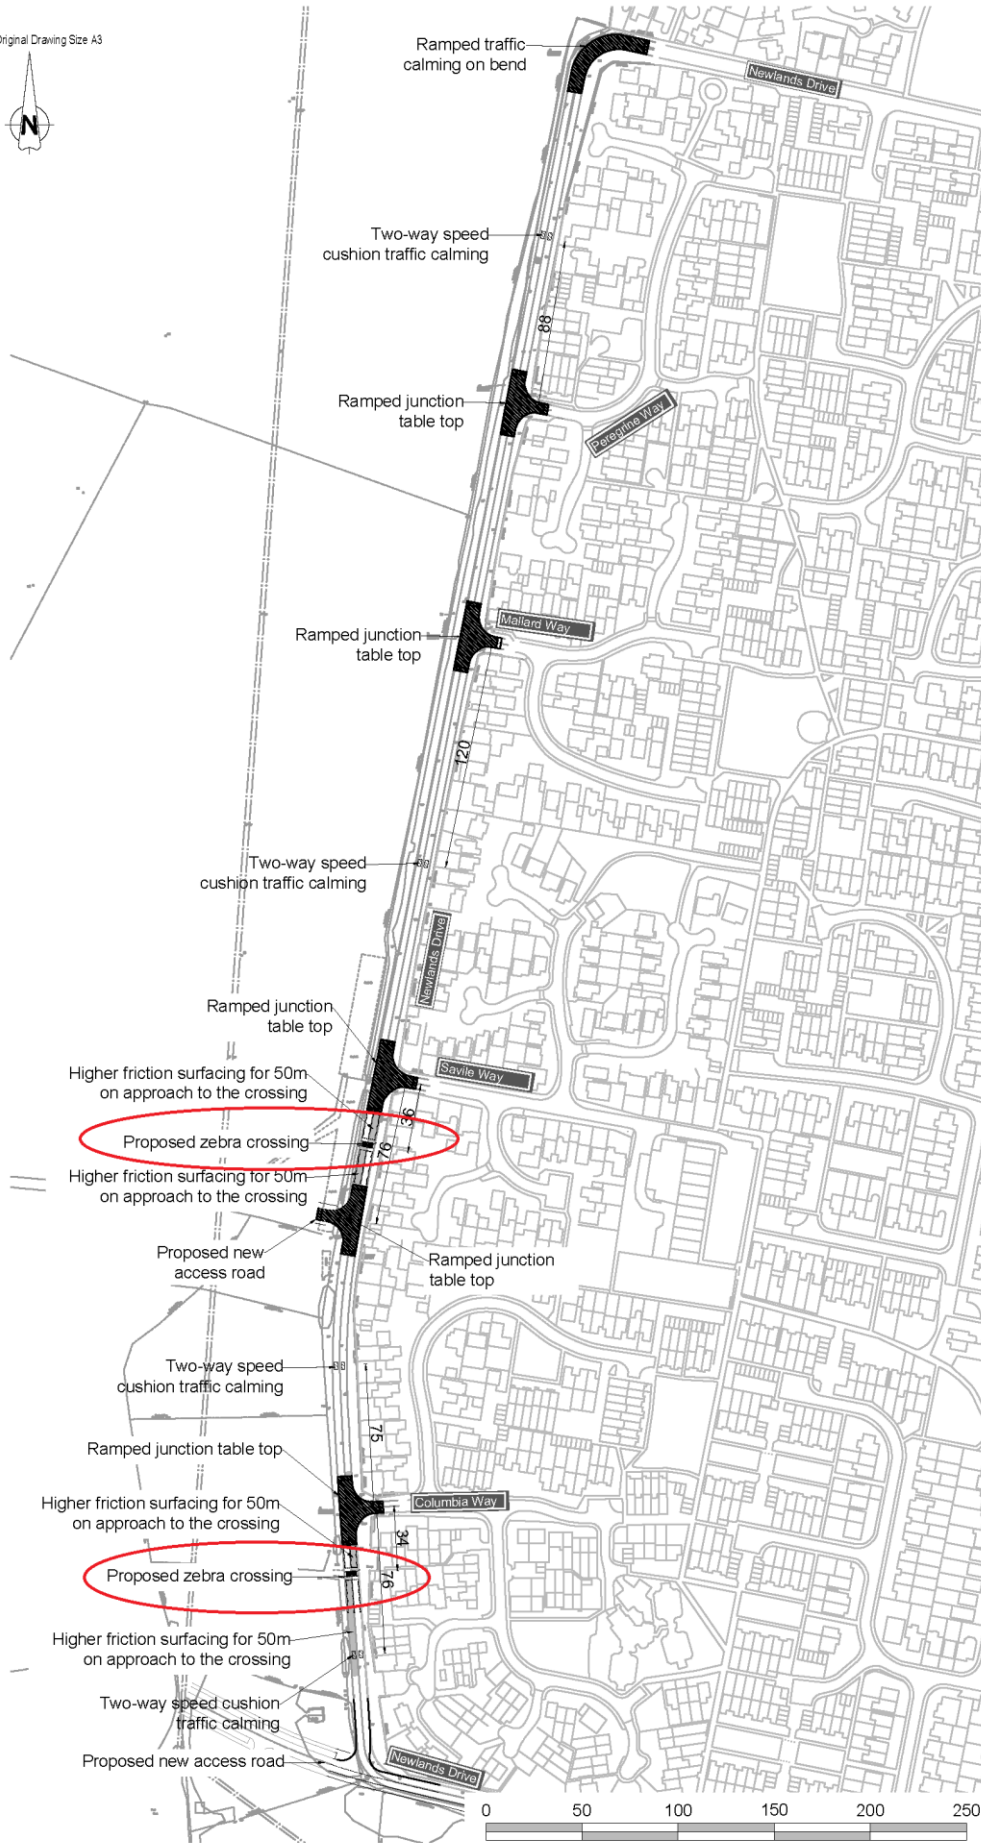 Original Drawing Size A3
N
Ramped traffic
calming on bend
Newlands Drive
Two-way speed
cushion traffic calming
88
Ramped junction
table top
Peregrine Way
Mallard Way
Ramped junction
table top
120
Two-way speed
cushion traffic calming
Newlands Drive
Ramped junction
table top
Savile Way
Higher friction surfacing for 50m
on approach to the crossing
36
Proposed zebra crossing
76
Higher friction surfacing for 50m
on approach to the crossing
Proposed new
access road
Ramped junction
table top
Two-way speed
cushion traffic calming
75
Ramped junction table top
Columbia Way
Higher friction surfacing for 50m
on approach to the crossing
34
Proposed zebra crossing
76
Higher friction surfacing for 50m
on approach to the crossing
Two-way speed cushion
traffic calming
Proposed new access road
Newlands Drive
0 50 100 150 200 250